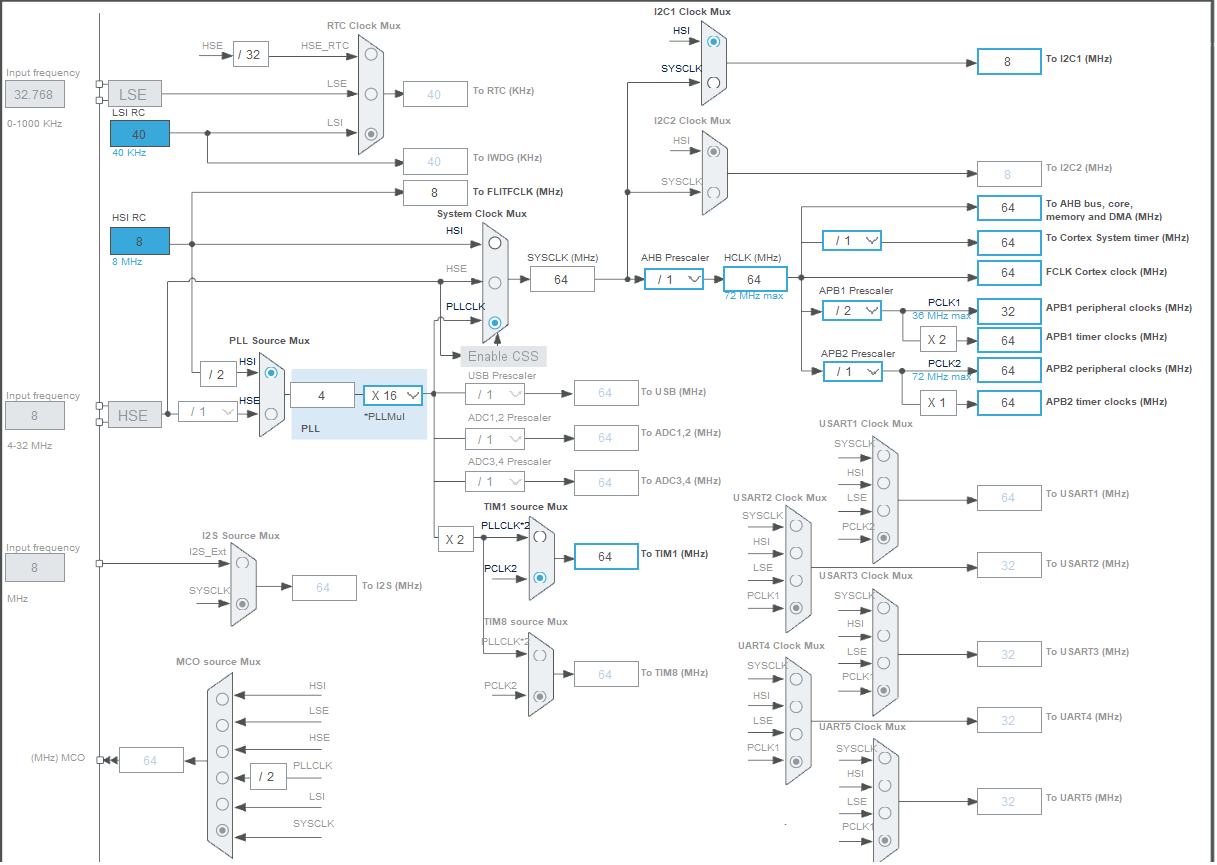 I2C1 Clock Mux
RTC Clock Mux
HSI
HSE
/ 32
HSE_RTC
SYSCLK
8
To I2C1 (MHz)
Input frequency
32.768
0-1000 KHz
LSE
LSE
40
To RTC (KHz)
LSI RC
40
40 KHz
LSI
I2C2 Clock Mux
HSI
SYSCLK
8
To I2C2 (MHz)
40
To IWDG (KHz)
8
To FLITFCLK (MHz)
HSI RC
8
8 MHz
System Clock Mux
HSI
HSE
PLLCLK
Enable CSS
SYSCLK (MHz)
64
AHB Prescaler
/ 1
HCLK (MHz)
64
72 MHz max
64
To AHB bus, core,
memory and DMA (MHz)
/ 1
64
To Cortex System timer (MHz)
64
FCLK Cortex clock (MHz)
APB1 Prescaler
/ 2
PCLK1
36 MHz max
32
APB1 peripheral clocks (MHz)
X 2
64
APB1 timer clocks (MHz)
APB2 Prescaler
/ 1
PCLK2
72 MHz max
64
APB2 peripheral clocks (MHz)
X 1
64
APB2 timer clocks (MHz)
PLL Source Mux
/ 2
HSI
HSE
/ 1
4
X 16
*PLLMul
PLL
Input frequency
8
4-32 MHz
HSE
USB Prescaler
/ 1
64
To USB (MHz)
ADC1,2 Prescaler
/ 1
64
To ADC1,2 (MHz)
ADC3,4 Prescaler
/ 1
64
To ADC3,4 (MHz)
TIM1 source Mux
X 2
PLLCLK*2
PCLK2
64
To TIM1 (MHz)
TIM8 source Mux
PLLCLK*2
PCLK2
64
To TIM8 (MHz)
Input frequency
8
MHz
I2S Source Mux
I2S_Ext
SYSCLK
64
To I2S (MHz)
MCO source Mux
HSI
LSE
HSE
PLLCLK
/ 2
LSI
SYSCLK
(MHz) MCO
64
USART1 Clock Mux
SYSCLK
HSI
LSE
PCLK2
64
To USART1 (MHz)
USART2 Clock Mux
SYSCLK
HSI
LSE
PCLK1
32
To USART2 (MHz)
USART3 Clock Mux
SYSCLK
HSI
LSE
PCLK1
32
To USART3 (MHz)
UART4 Clock Mux
SYSCLK
HSI
LSE
PCLK1
32
To UART4 (MHz)
UART5 Clock Mux
SYSCLK
HSI
LSE
PCLK1
32
To UART5 (MHz)